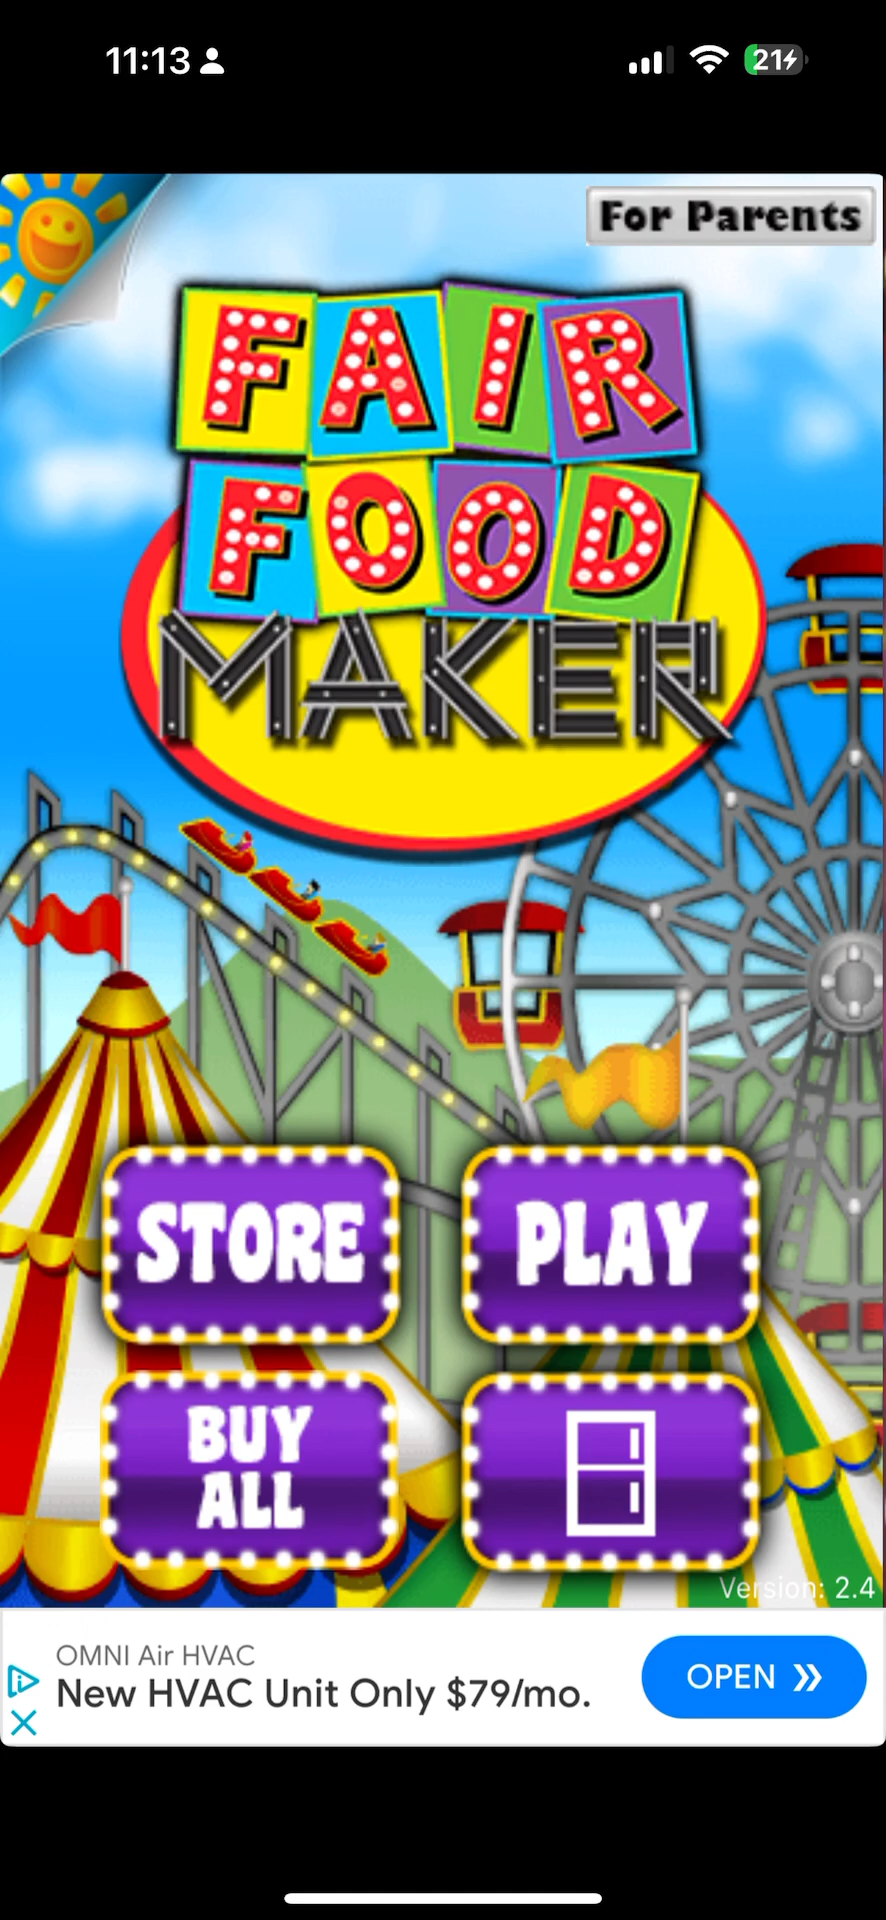 11:13
21
For Parents
FAIR
FOOD
MAKER
STORE
PLAY
BUY
ALL
Version: 2.4
OMNI Air HVAC
New HVAC Unit Only $79/mo.
OPEN